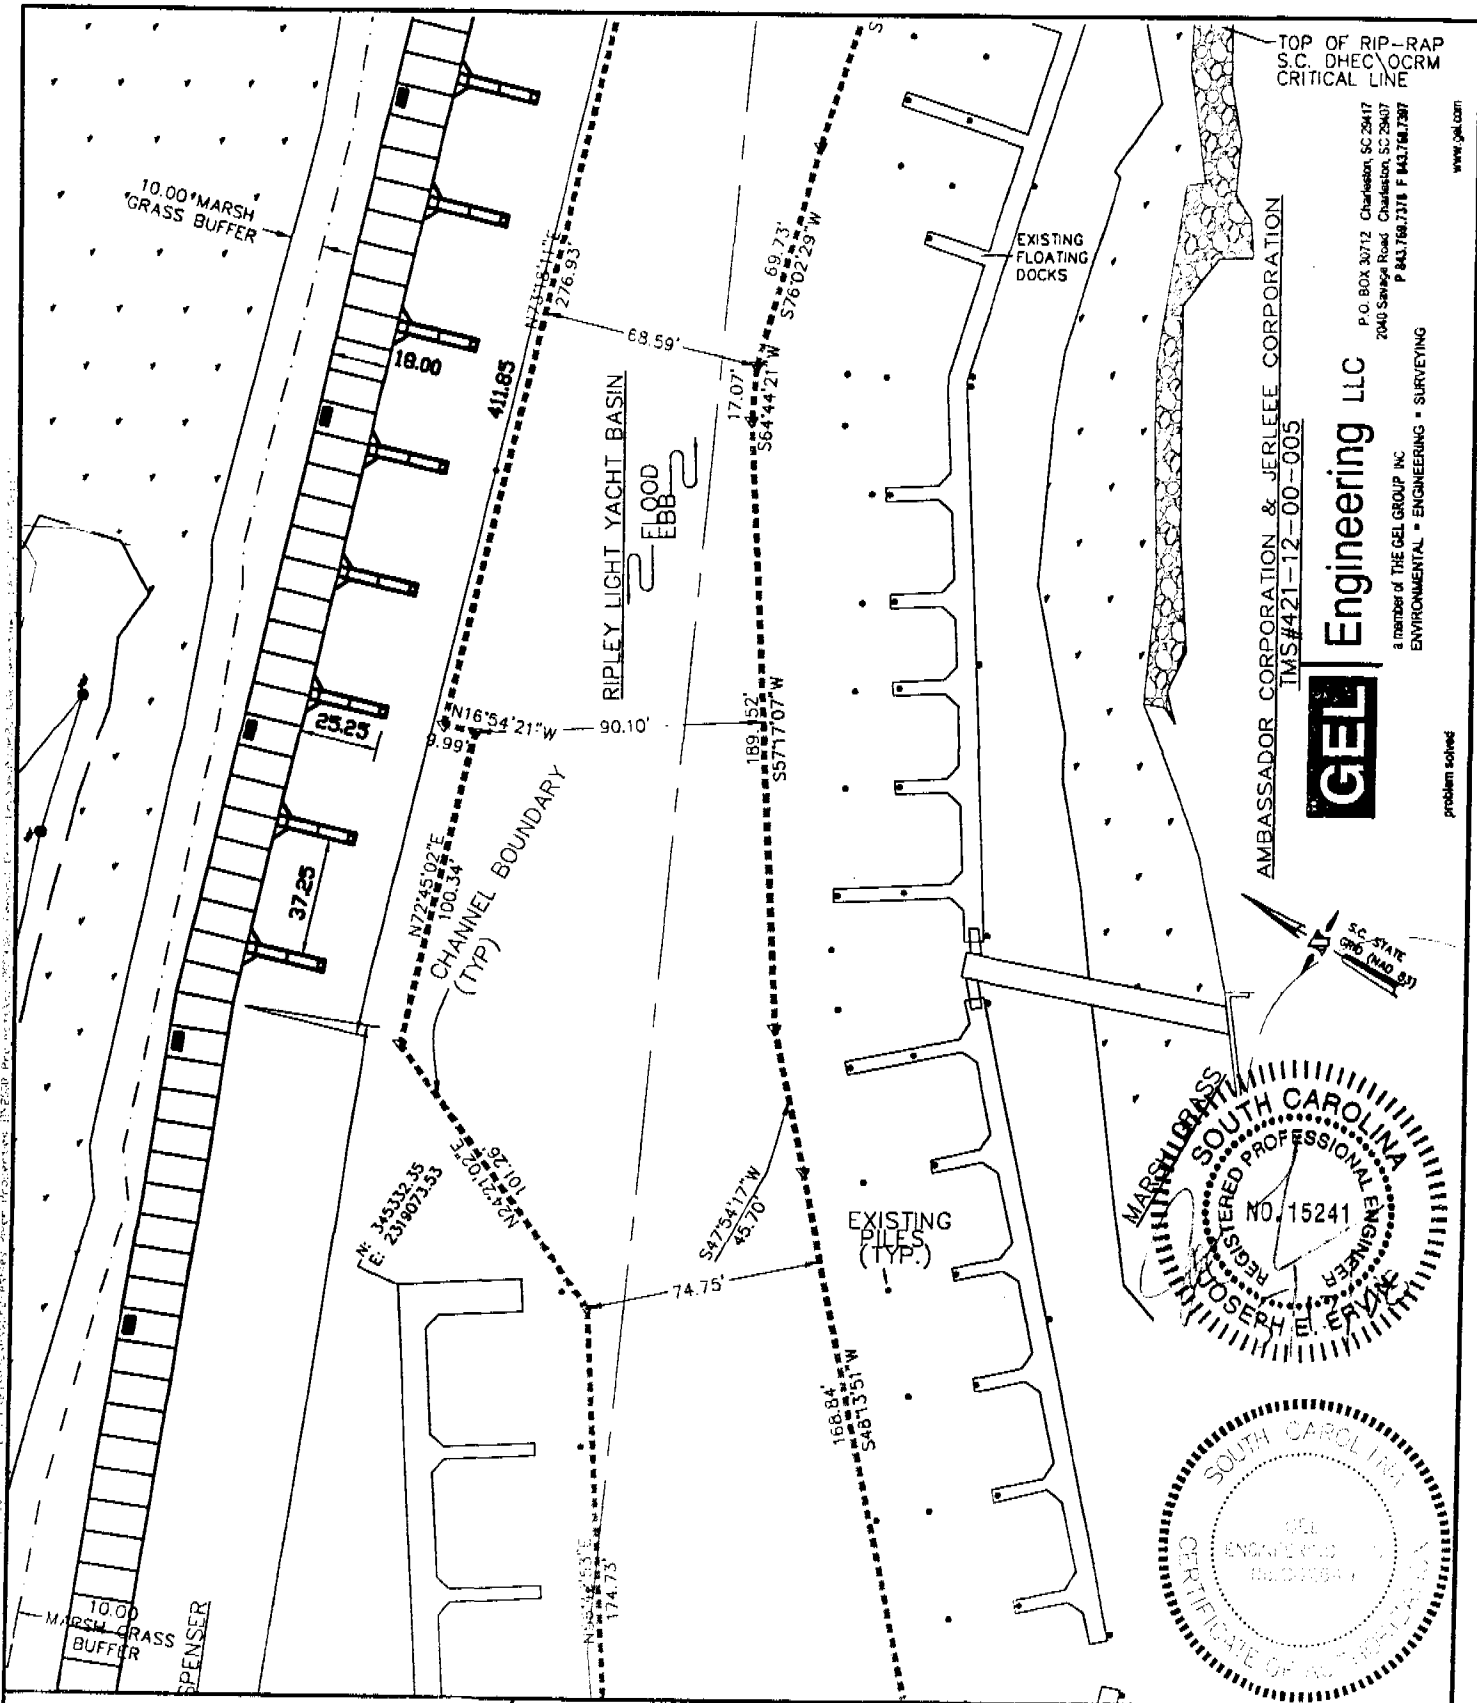 TOP OF RIP-RAP
S.C. DHEC\OCRM
CRITICAL LINE
10.00' MARSH
GRASS BUFFER
EXISTING
FLOATING
DOCKS
276.93'
69.73'
S76°02'29"W
68.59'
18.00
411.85
17.07'
S64°44'21"W
RIPLEY LIGHT YACHT BASIN
FLOOD
EBB
N16°54'21"W
9.99'
90.10'
25.25
189.52'
S57°17'07"W
37.25
N72°45'02"E
100.34'
CHANNEL BOUNDARY
(TYP)
N24°21'02"E
101.26'
N: 345332.35
E: 2319073.53
S47°54'17"W
45.70'
74.75'
EXISTING
PILES
(TYP.)
168.84'
S48°13'51"W
174.73'
10.00
MARSH GRASS
BUFFER
SPENSER
MARSH GRASS
AMBASSADOR CORPORATION & JERLEEE CORPORATION
TMS#421-12-00-005
GEL Engineering LLC
a member of THE GEL GROUP INC
ENVIRONMENTAL • ENGINEERING • SURVEYING
P.O. BOX 30712 Charleston, SC 29417
2040 Savage Road Charleston, SC 29407
P 843.769.7378 F 843.769.7397
problem solved
www.gel.com
S.C. STATE
GRID (NAD 83)
SOUTH CAROLINA
REGISTERED PROFESSIONAL ENGINEER
NO. 15241
JOSEPH E. ERVIN
SOUTH CAROLINA
GEL
CERTIFICATE OF